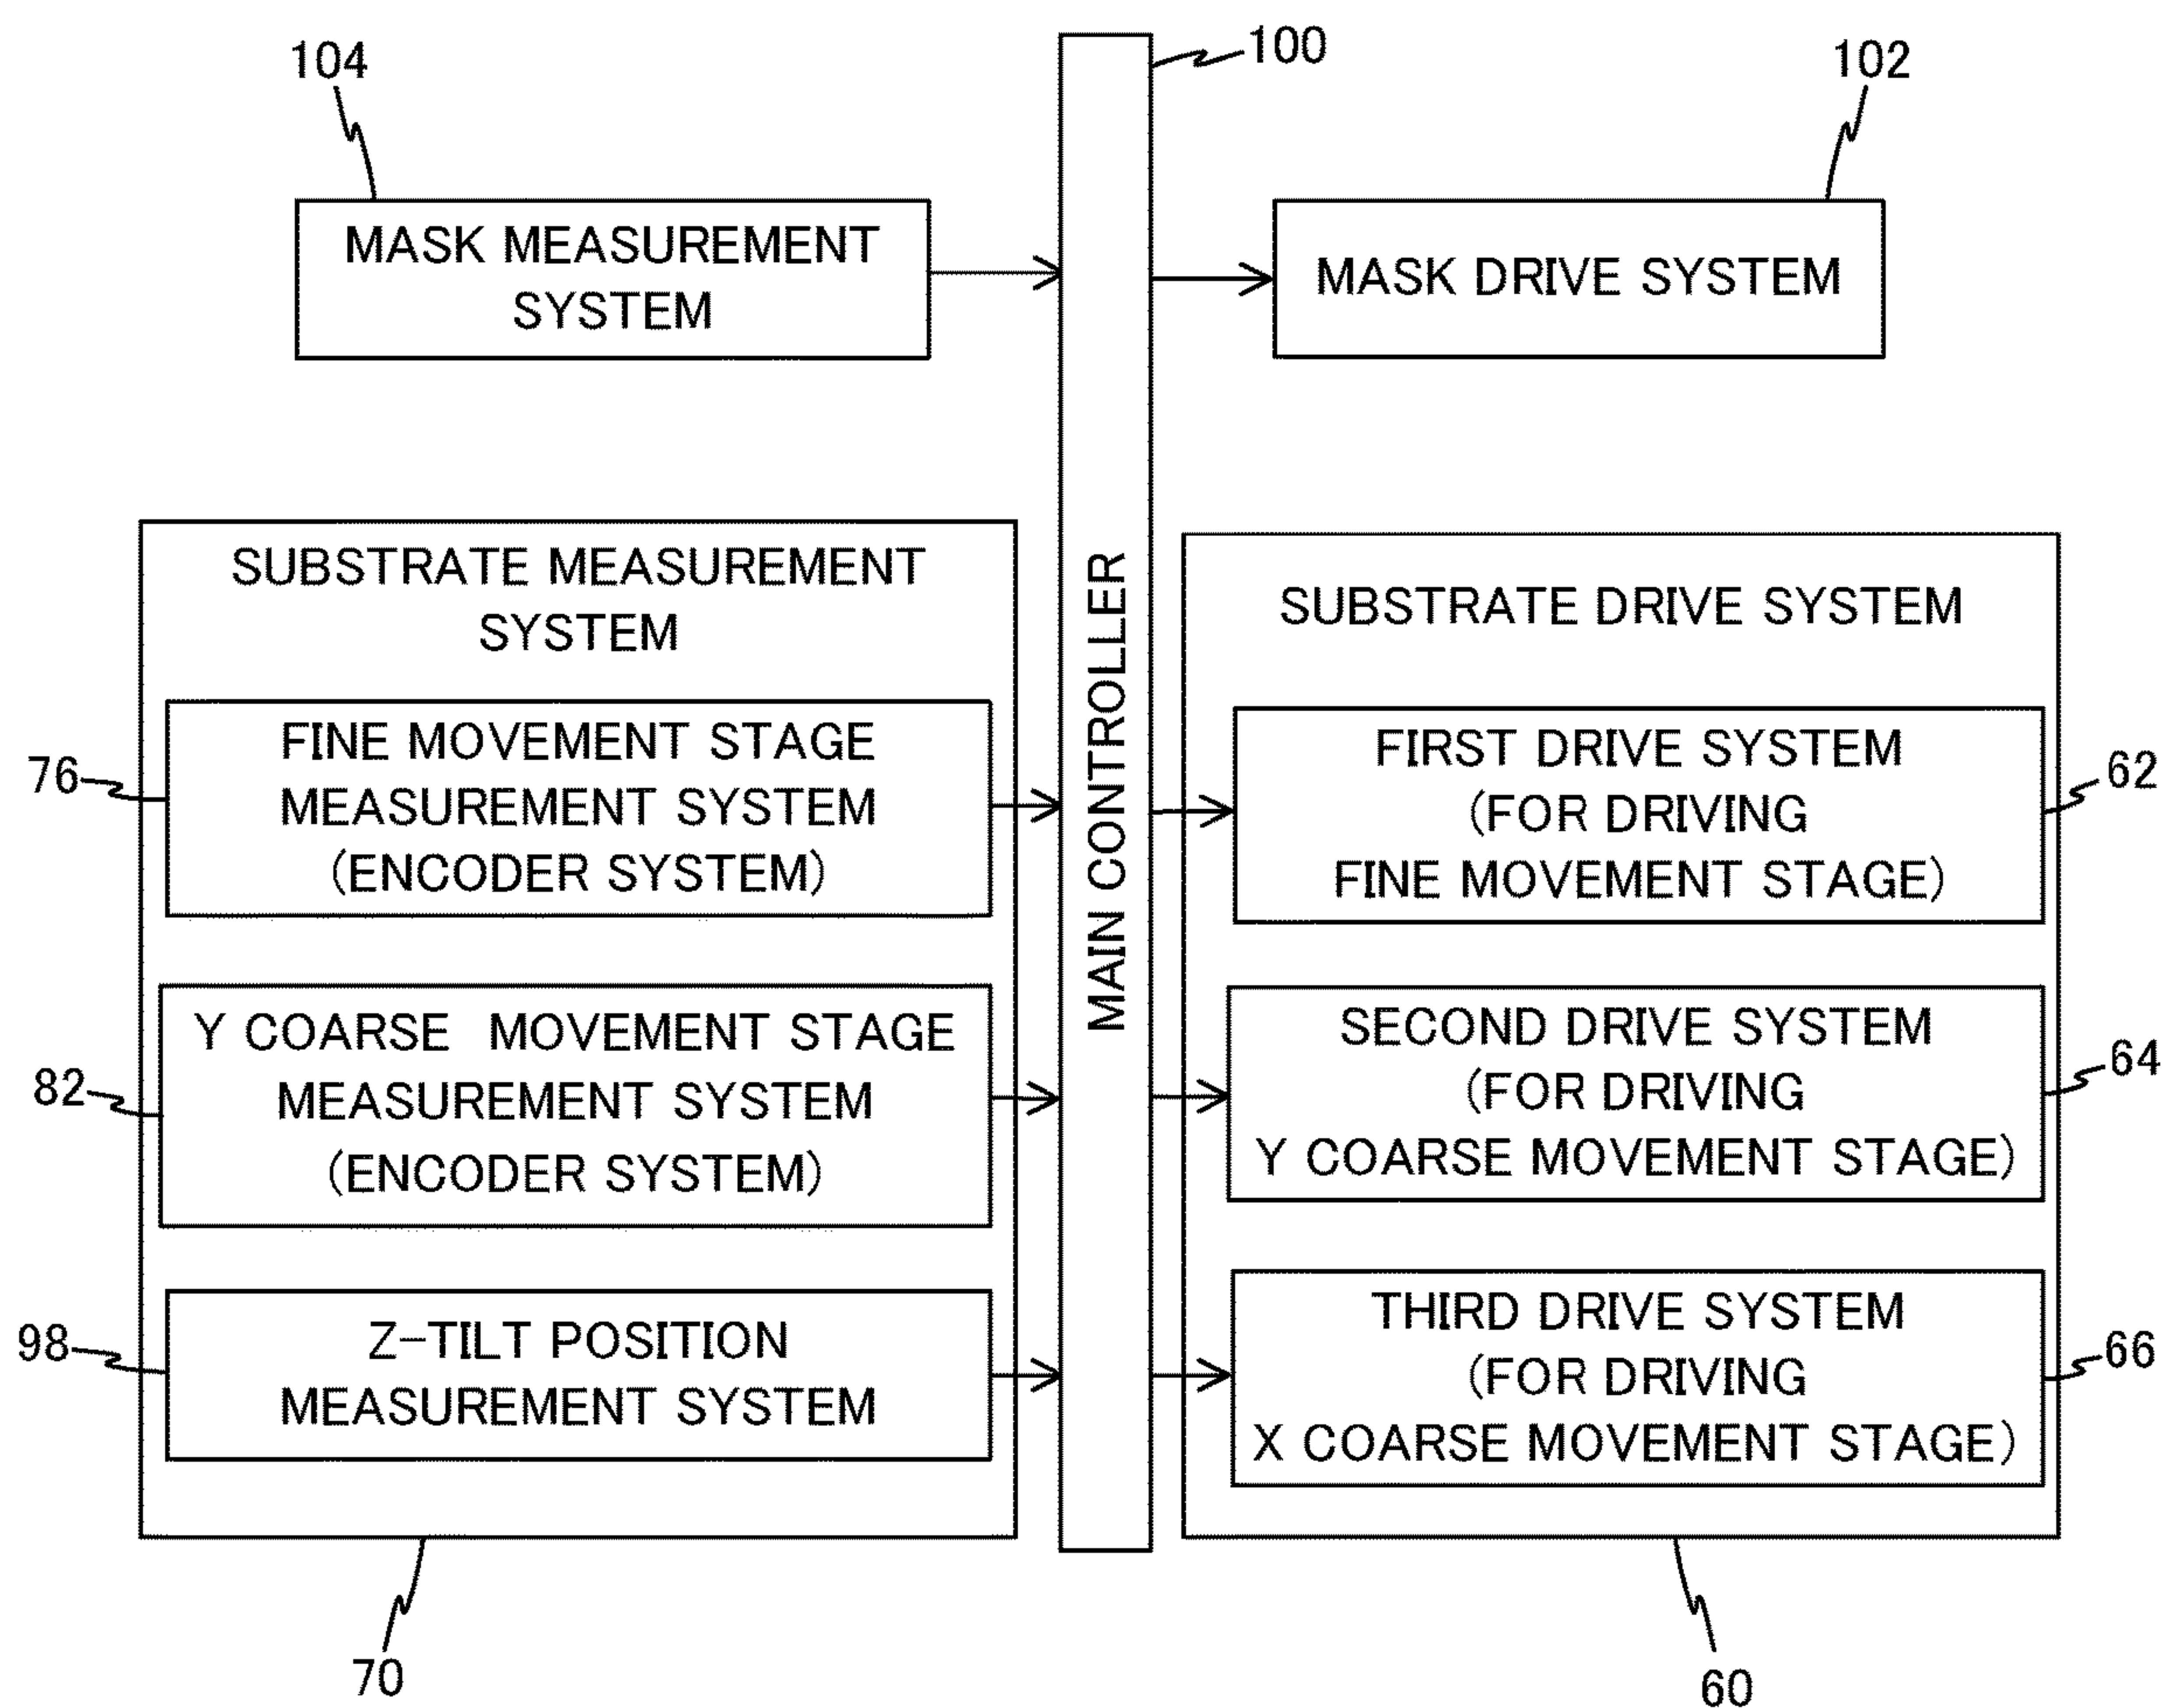 104
100
102
MASK MEASUREMENT
SYSTEM
MASK DRIVE SYSTEM
MAIN CONTROLLER
SUBSTRATE MEASUREMENT
SYSTEM
76
FINE MOVEMENT STAGE
MEASUREMENT SYSTEM
(ENCODER SYSTEM)
82
Y COARSE MOVEMENT STAGE
MEASUREMENT SYSTEM
(ENCODER SYSTEM)
98
Z-TILT POSITION
MEASUREMENT SYSTEM
70
SUBSTRATE DRIVE SYSTEM
FIRST DRIVE SYSTEM
(FOR DRIVING
FINE MOVEMENT STAGE)
62
SECOND DRIVE SYSTEM
(FOR DRIVING
Y COARSE MOVEMENT STAGE)
64
THIRD DRIVE SYSTEM
(FOR DRIVING
X COARSE MOVEMENT STAGE)
66
60